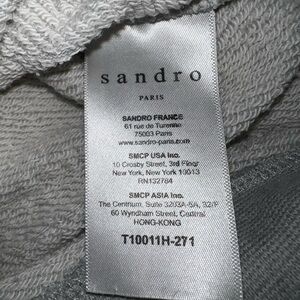 sandro
PARIS
SANDRO FRANCE
61 rue de Turenne
75003 Paris
www.sandro-paris.com
SMCP USA Inc.
10 Crosby Street, 3rd Floor
New York, New York 10013
RN132784
SMCP ASIA Inc.
The Centrium, Suite 3203A-5A, 32/F
60 Wyndham Street, Central
HONG-KONG
T10011H-271